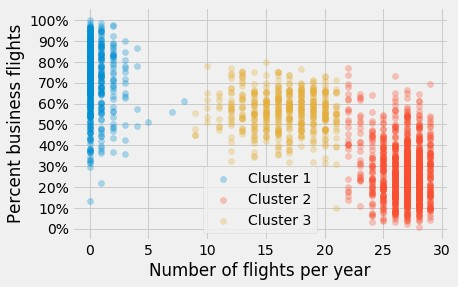 Percent business flights
100%
90%
80%
70%
60%
50%
40%
30%
20%
10%
0%
Cluster 1
Cluster 2
Cluster 3
0 5 10 15 20 25 30
Number of flights per year